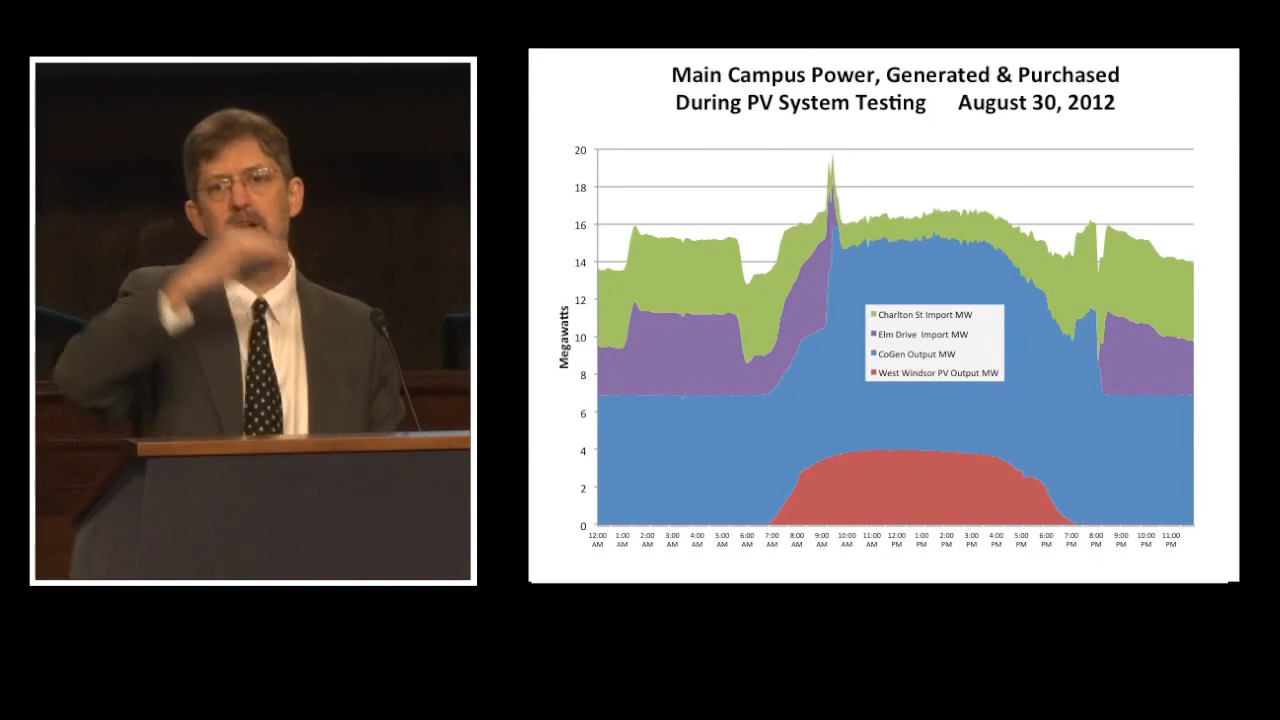 Main Campus Power, Generated & Purchased
During PV System Testing August 30, 2012
Megawatts
20
18
16
14
12
10
8
6
4
2
0
Charlton St Import MW
Elm Drive Import MW
CoGen Output MW
West Windsor PV Output MW
12:00 AM
1:00 AM
2:00 AM
3:00 AM
4:00 AM
5:00 AM
6:00 AM
7:00 AM
8:00 AM
9:00 AM
10:00 AM
11:00 AM
12:00 PM
1:00 PM
2:00 PM
3:00 PM
4:00 PM
5:00 PM
6:00 PM
7:00 PM
8:00 PM
9:00 PM
10:00 PM
11:00 PM